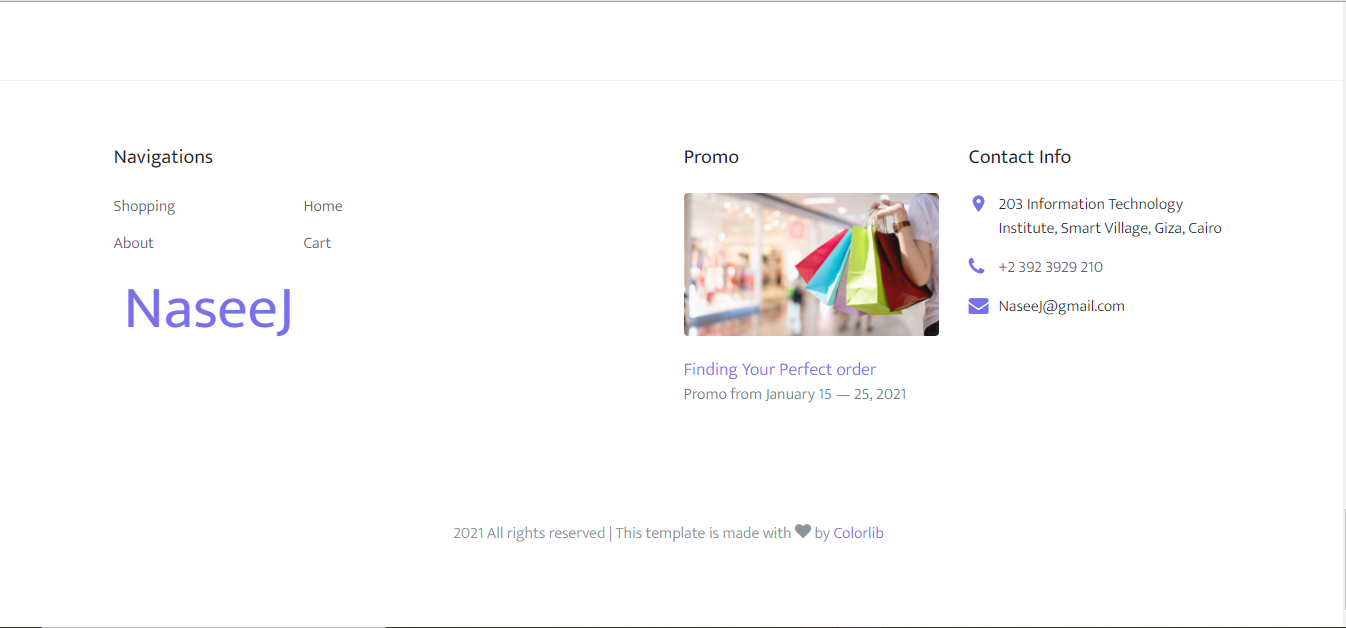 Navigations
Shopping
Home
About
Cart
NaseeJ
Promo
Finding Your Perfect order
Promo from January 15 — 25, 2021
Contact Info
203 Information Technology
Institute, Smart Village, Giza, Cairo
+2 392 3929 210
NaseeJ@gmail.com
2021 All rights reserved | This template is made with by Colorlib